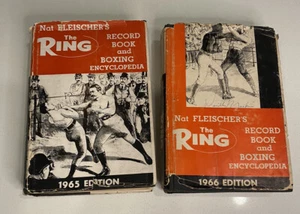 Nat FLEISCHER'S
The
RING
RECORD
BOOK
and
BOXING
ENCYCLOPEDIA
1965 EDITION
Nat FLEISCHER'S
The
RING
RECORD
BOOK
and
BOXING
ENCYCLOPEDIA
1966 EDITION